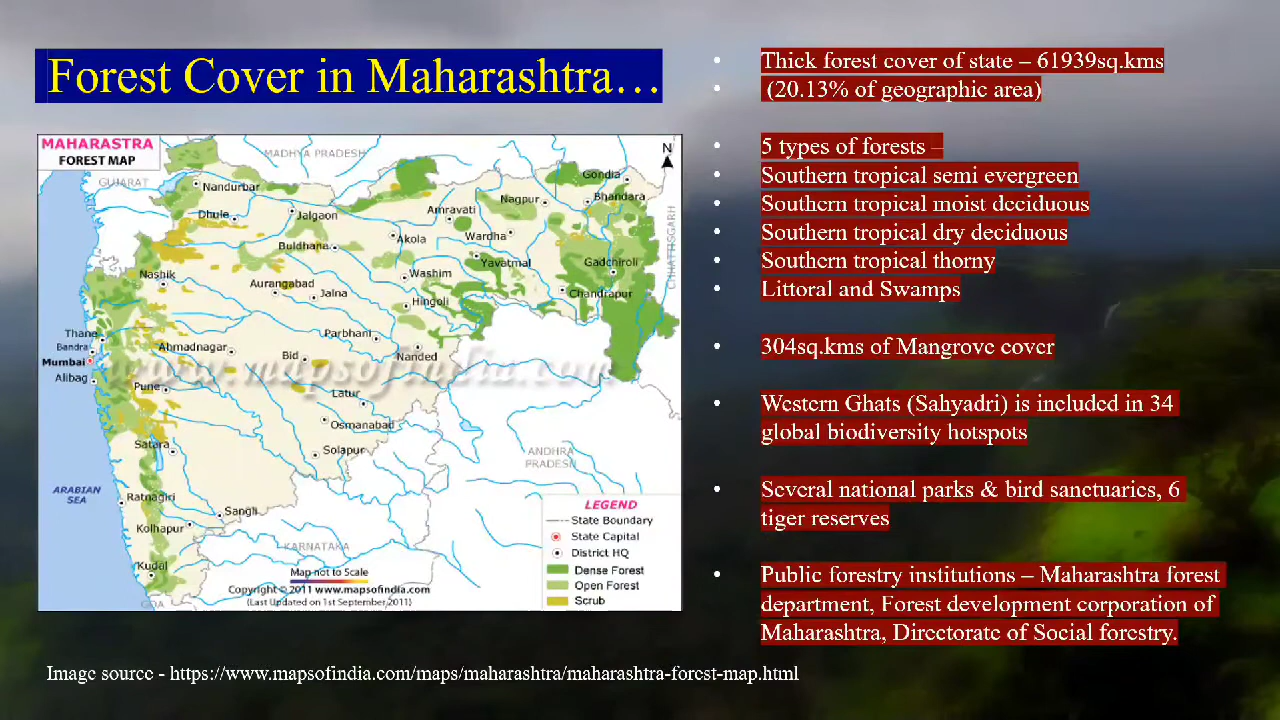 Forest Cover in Maharashtra…
MAHARASTRA
FOREST MAP
MADHYA PRADESH
GUJARAT
N
CHHATTISGARH
Nandurbar
Dhule
Jalgaon
Buldhana
Akola
Amravati
Wardha
Nagpur
Gondia
Bhandara
Yavatmal
Gadchiroli
Chandrapur
Washim
Hingoli
Nashik
Aurangabad
Jalna
Parbhani
Nanded
Thane
Bandra
Mumbai
Alibag
Ahmadnagar
Bid
www.mapsofindia.com
Pune
Latur
Osmanabad
Satara
Solapur
ANDHRA
PRADESH
ARABIAN
SEA
Ratnagiri
Sangli
Kolhapur
KARNATAKA
Kudal
GOA
Map-not to Scale
Copyright © 2011 www.mapsofindia.com
(Last Updated on 1st September,2011)
LEGEND
State Boundary
State Capital
District HQ
Dense Forest
Open Forest
Scrub
Image source - https://www.mapsofindia.com/maps/maharashtra/maharashtra-forest-map.html
• Thick forest cover of state – 61939sq.kms
• (20.13% of geographic area)
• 5 types of forests –
• Southern tropical semi evergreen
• Southern tropical moist deciduous
• Southern tropical dry deciduous
• Southern tropical thorny
• Littoral and Swamps
• 304sq.kms of Mangrove cover
• Western Ghats (Sahyadri) is included in 34
global biodiversity hotspots
• Several national parks & bird sanctuaries, 6
tiger reserves
• Public forestry institutions – Maharashtra forest
department, Forest development corporation of
Maharashtra, Directorate of Social forestry.